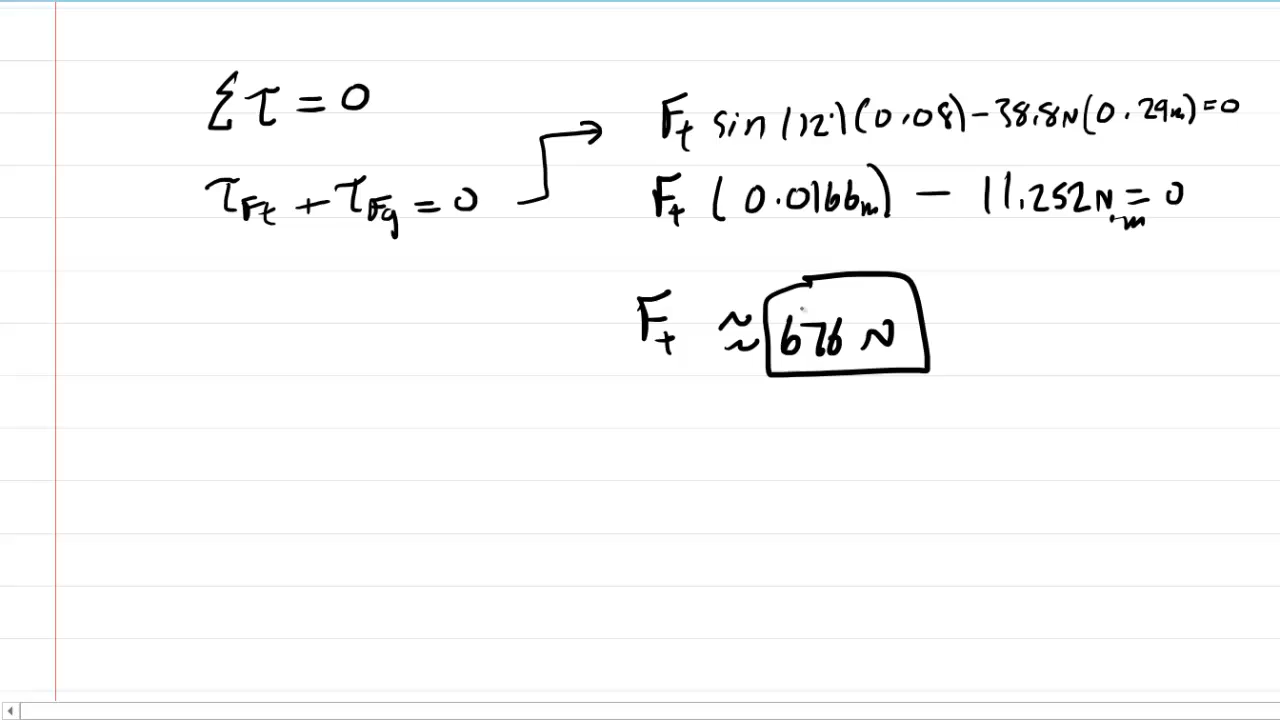 Στ = 0
τFt + τFg = 0
Ft sin(12°)(0.08) - 38.8N(0.29m) = 0
Ft (0.0166m) - 11.252N·m = 0
Ft ≈ 676 N